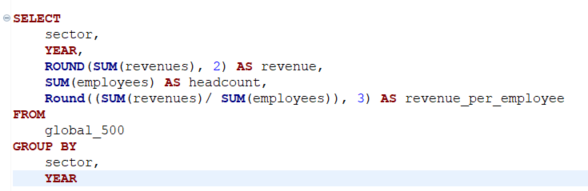 SELECT
sector,
YEAR,
ROUND(SUM(revenues), 2) AS revenue,
SUM(employees) AS headcount,
Round((SUM(revenues)/ SUM(employees)), 3) AS revenue_per_employee
FROM
global_500
GROUP BY
sector,
YEAR